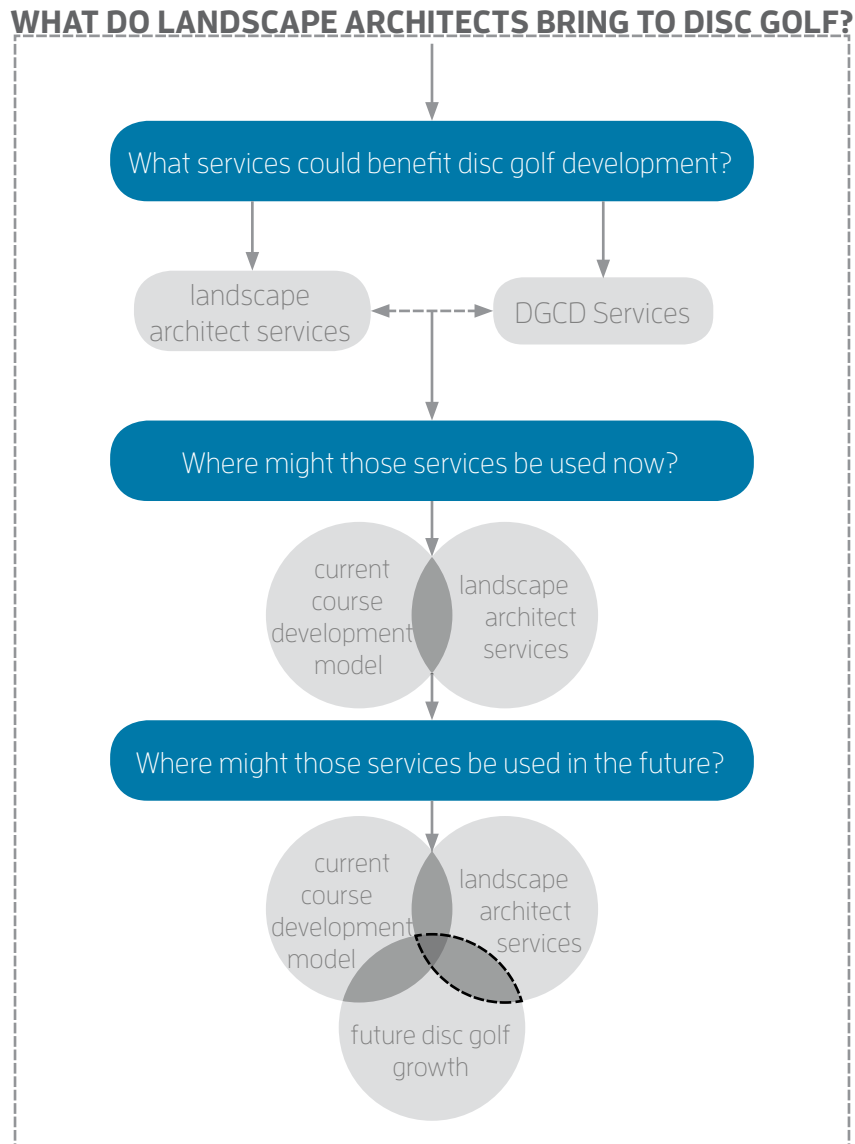 WHAT DO LANDSCAPE ARCHITECTS BRING TO DISC GOLF?
What services could benefit disc golf development?
landscape
architect services
DGCD Services
Where might those services be used now?
current
course
development
model
landscape
architect
services
Where might those services be used in the future?
current
course
development
model
landscape
architect
services
future disc golf
growth